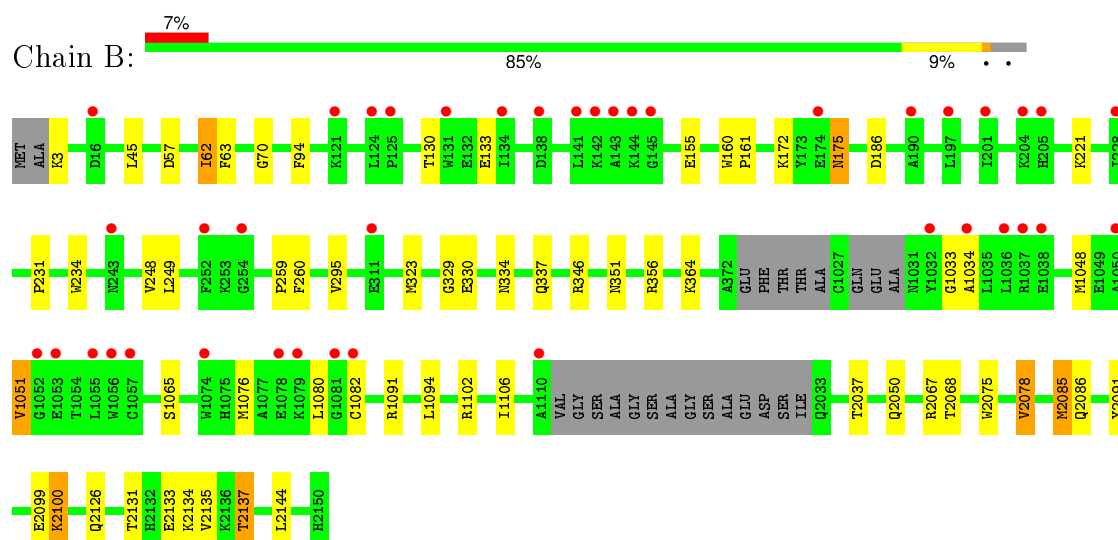 7%
Chain B:
85% 9% • •
MET ALA K3 D16 L45 D57 I62 F63 G70 F94 K121 L124 P125 T130 W131 E132 E133 I134 D138 L141 K142 A143 K144 G145 E155 W160 P161 K172 Y173 E174 N175 D186 A190 L197 I201 K204 H205 K221
P231 W234 N243 V248 L249 F252 K253 G254 P259 F260 V295 E311 M323 G329 E330 N334 Q337 R346 N351 R356 K364 A372 GLU PHE THR THR ALA C1027 GLN GLU ALA N1031 Y1032 G1033 A1034 L1035 L1036 R1037 E1038 M1048 E1049 A1050
V1051 G1052 E1053 T1054 L1055 W1056 C1057 S1065 W1074 H1075 M1076 A1077 E1078 K1079 L1080 G1081 C1082 R1091 L1094 R1102 I1106 A1110 VAL GLY SER ALA GLY SER ALA GLY SER ALA GLU ASP SER ILE Q2033 T2037 Q2050 R2067 T2068 W2075 V2078 M2085 Q2086
E2099 K2100 Q2126 T2131 H2132 E2133 K2134 V2135 K2136 T2137 L2144 H2150